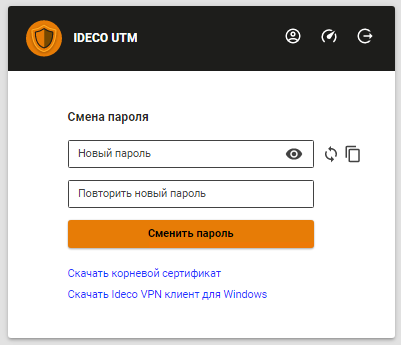 IDECO UTM
Смена пароля
Новый пароль
Повторить новый пароль
Сменить пароль
Скачать корневой сертификат
Скачать Ideco VPN клиент для Windows